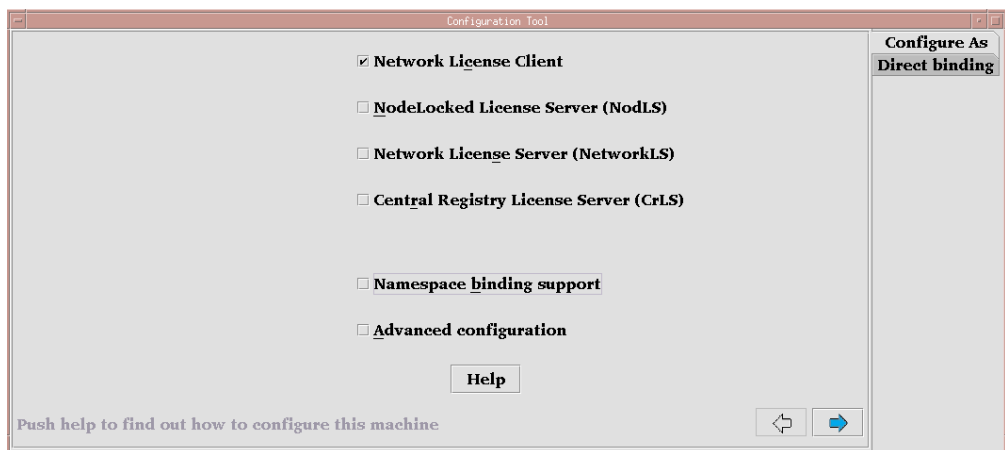 Configuration Tool
Configure As
Direct binding
Network License Client
NodeLocked License Server (NodLS)
Network License Server (NetworkLS)
Central Registry License Server (CrLS)
Namespace binding support
Advanced configuration
Help
Push help to find out how to configure this machine